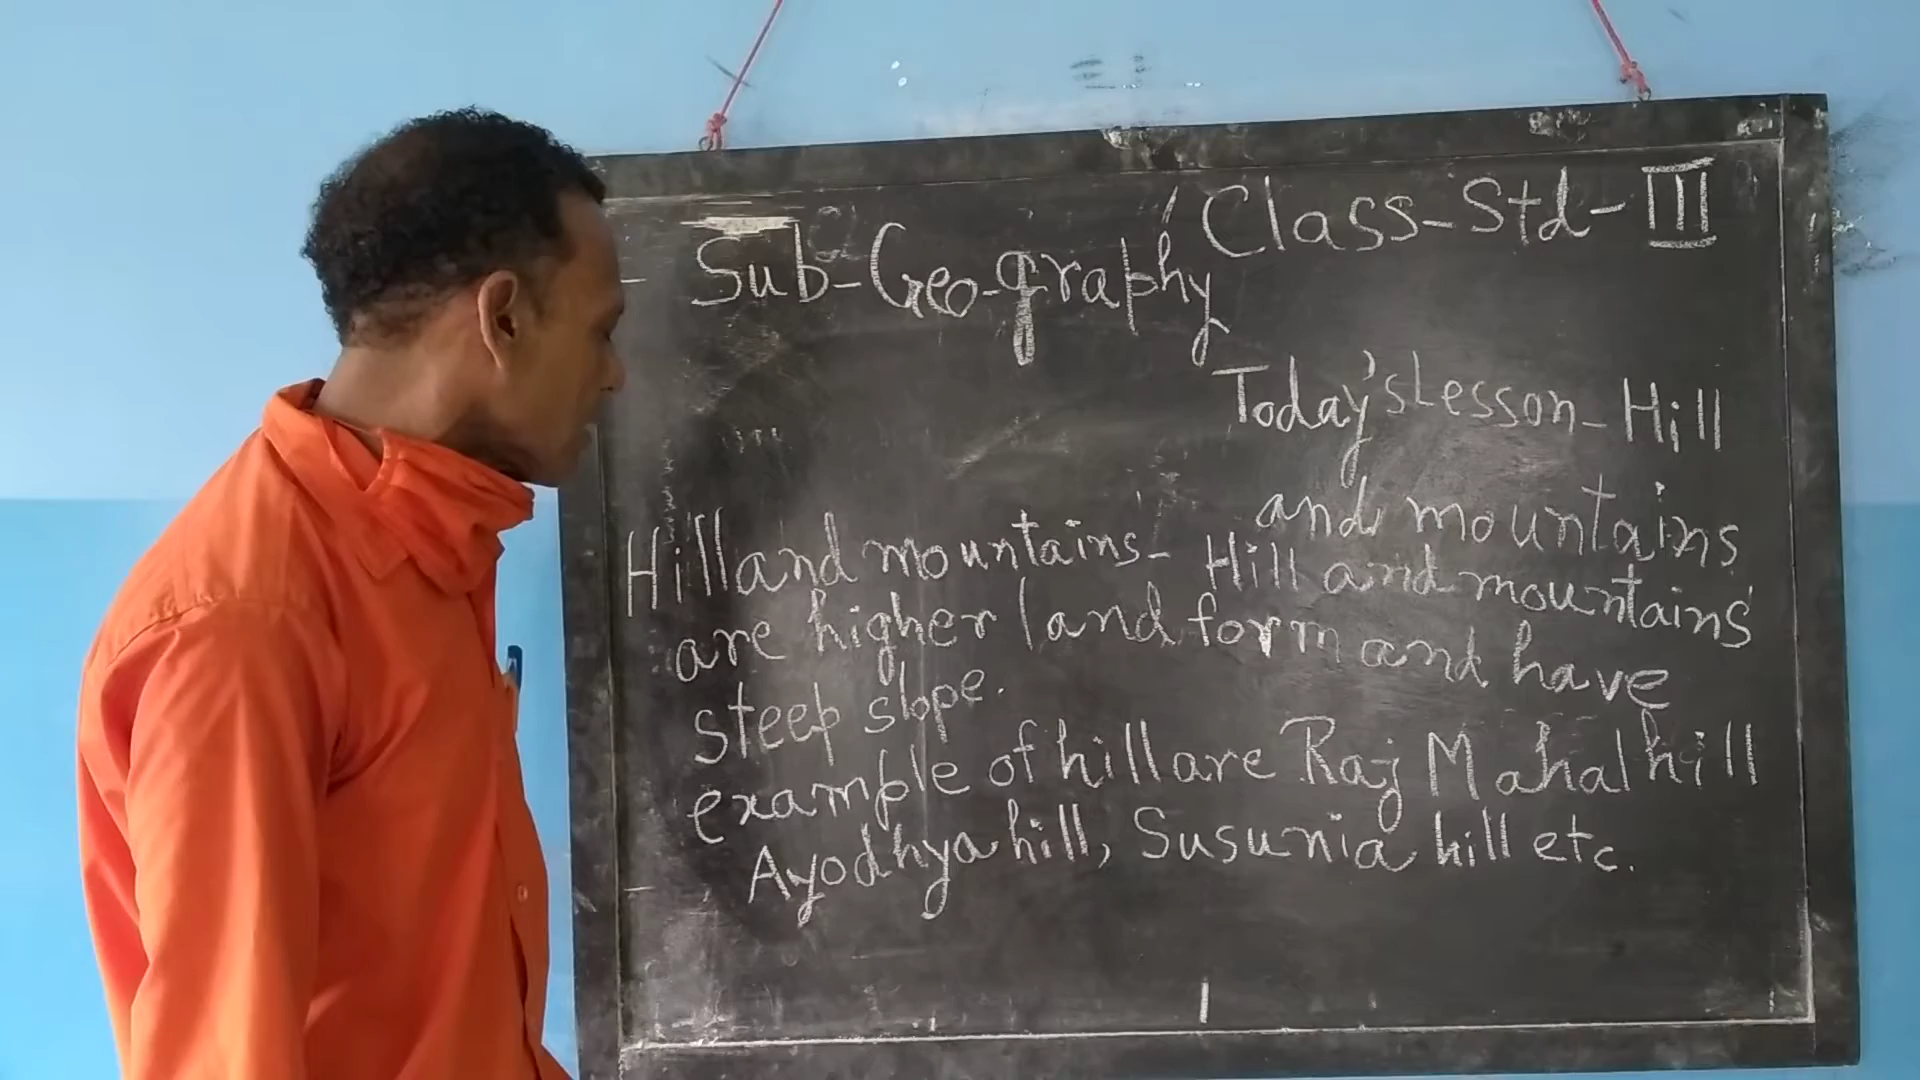 Class-Std-III
Sub-Geo-graphy
Today's Lesson-Hill
and mountains
Hill and mountains- Hill and mountains
are higher land form and have
steep slope.
example of hill are Raj Mahal hill
Ayodhya hill, Susunia hill etc.